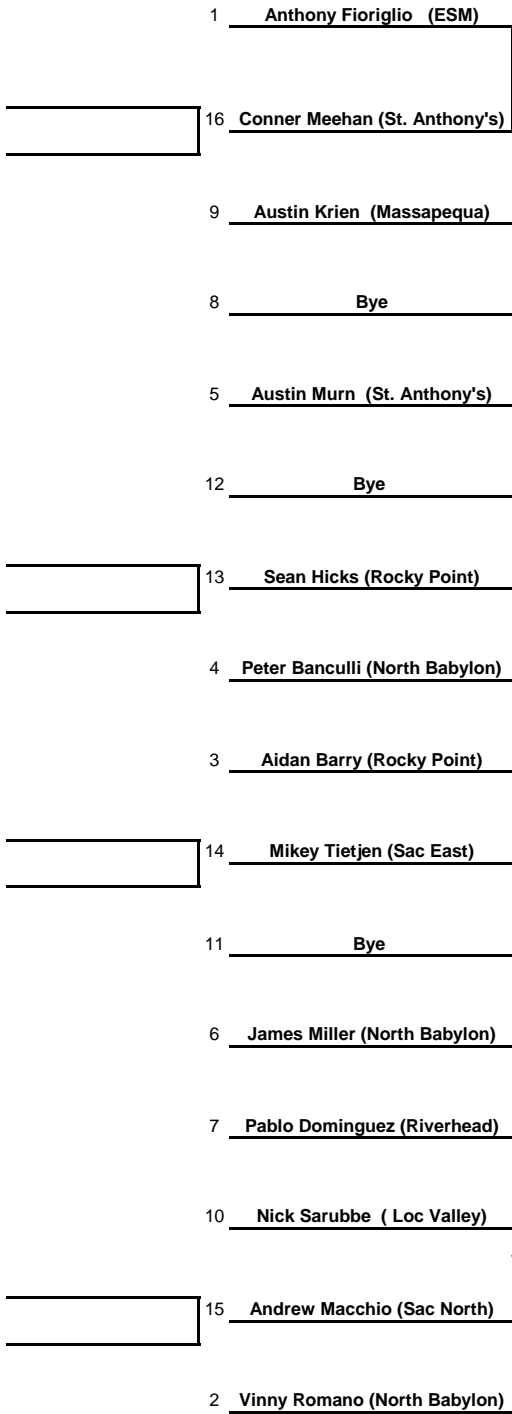 1 Anthony Fioriglio (ESM)
16 Conner Meehan (St. Anthony's)
9 Austin Krien (Massapequa)
8 Bye
5 Austin Murn (St. Anthony's)
12 Bye
13 Sean Hicks (Rocky Point)
4 Peter Banculli (North Babylon)
3 Aidan Barry (Rocky Point)
14 Mikey Tietjen (Sac East)
11 Bye
6 James Miller (North Babylon)
7 Pablo Dominguez (Riverhead)
10 Nick Sarubbe ( Loc Valley)
15 Andrew Macchio (Sac North)
2 Vinny Romano (North Babylon)